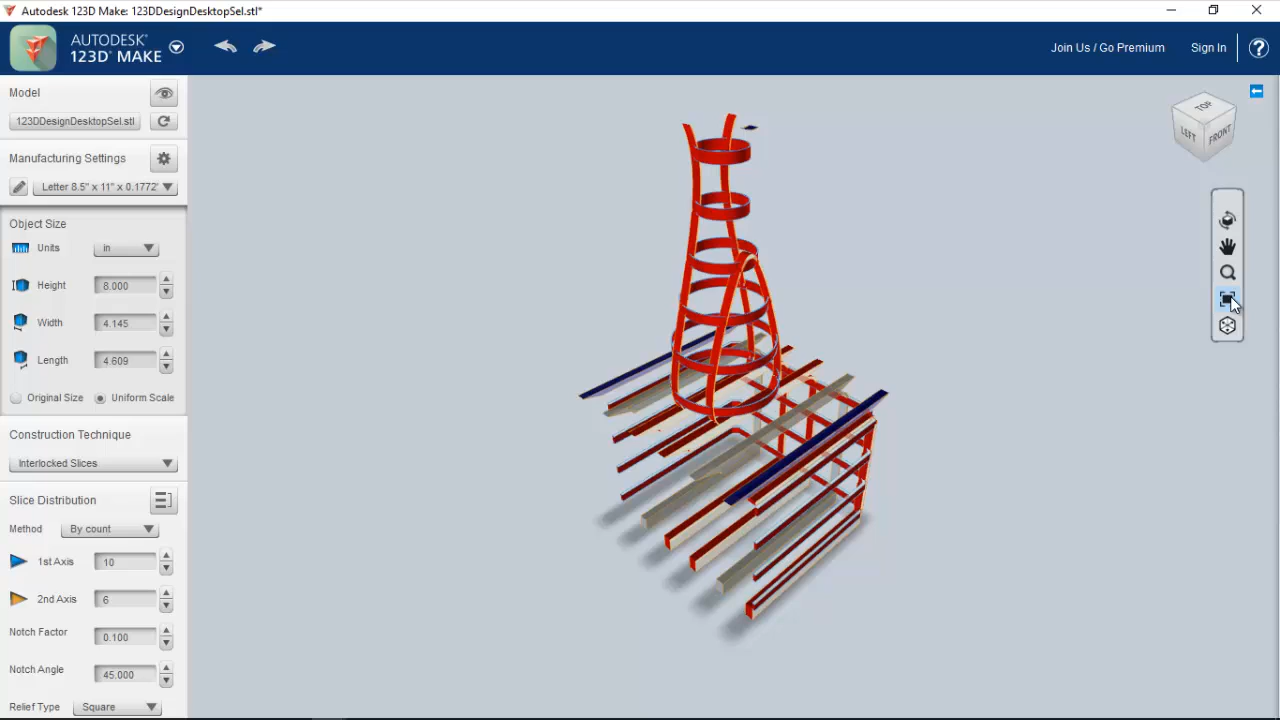 Autodesk 123D Make: 123DDesignDesktopSel.stl*
AUTODESK®
123D® MAKE
Join Us / Go Premium
Sign In
?
Model
123DDesignDesktopSel.stl
Manufacturing Settings
Letter 8.5" x 11" x 0.1772'
Object Size
Units in
Height 8.000
Width 4.145
Length 4.609
Original Size Uniform Scale
Construction Technique
Interlocked Slices
Slice Distribution
Method By count
1st Axis 10
2nd Axis 6
Notch Factor 0.100
Notch Angle 45.000
Relief Type Square
TOP
LEFT FRONT